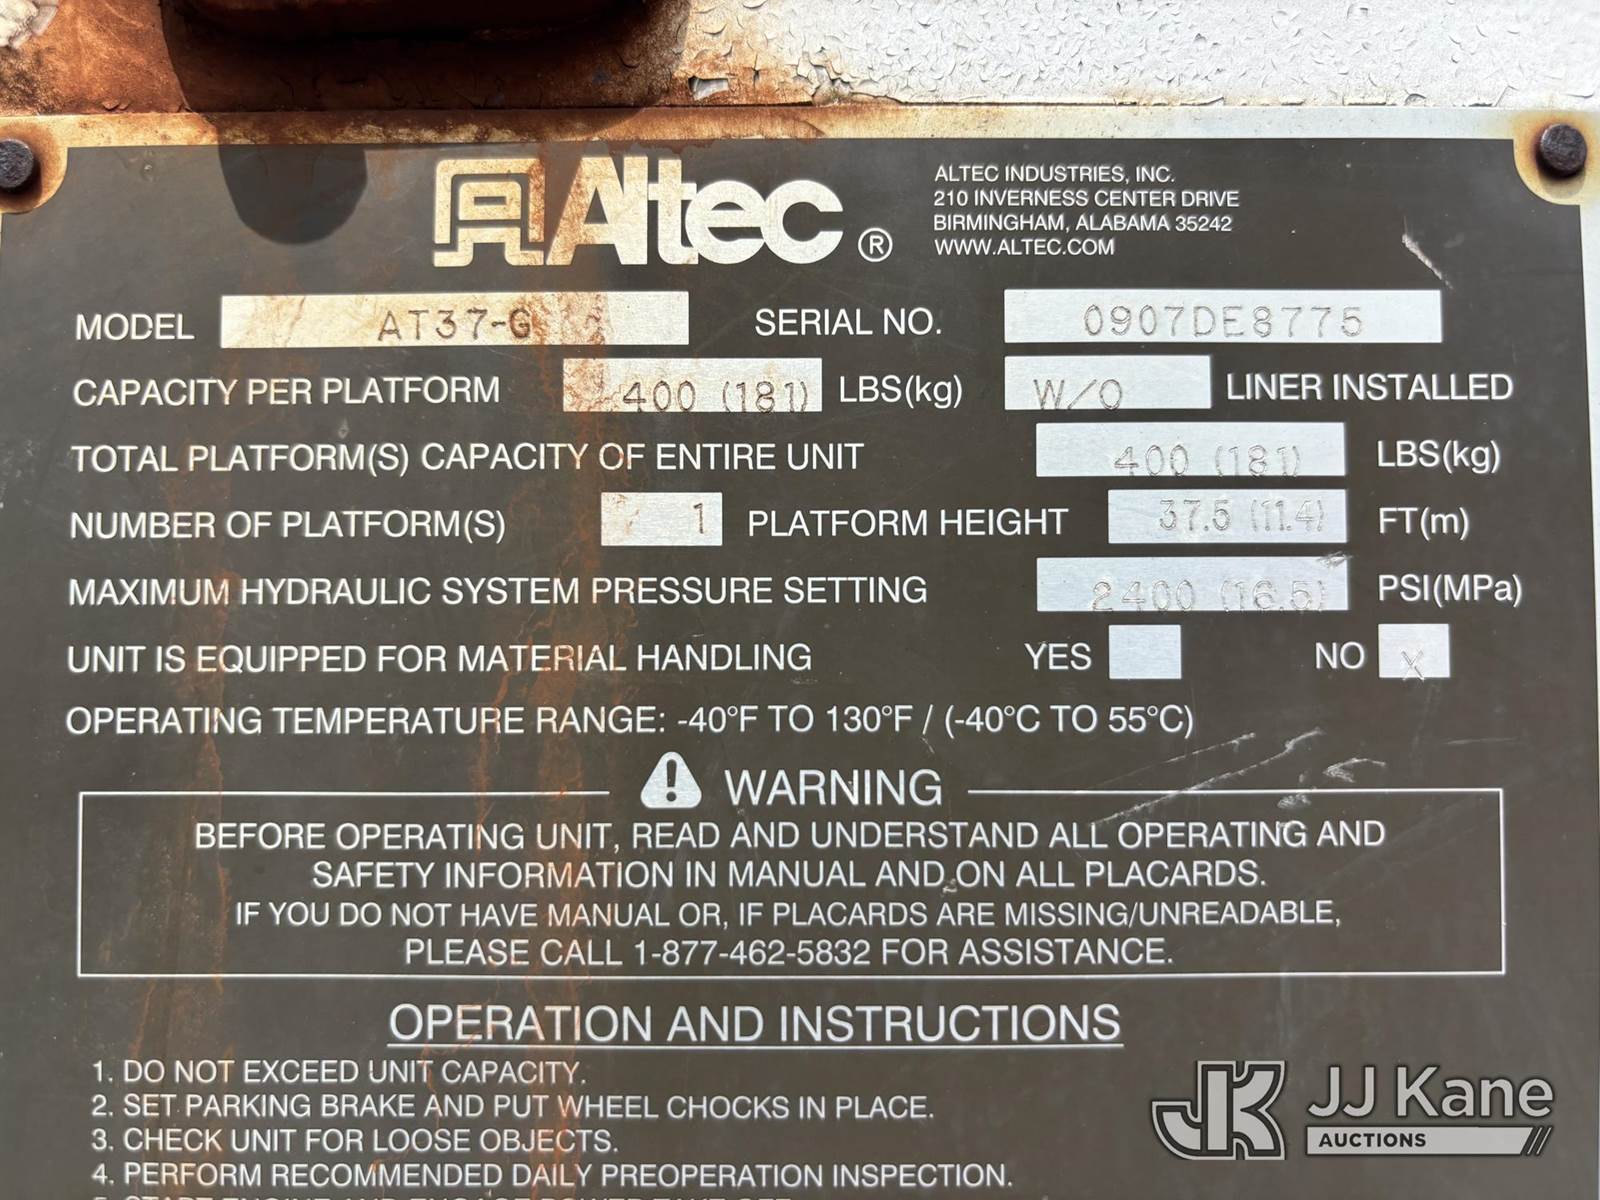 Altec®
ALTEC INDUSTRIES, INC.
210 INVERNESS CENTER DRIVE
BIRMINGHAM, ALABAMA 35242
WWW.ALTEC.COM
MODEL AT37-G SERIAL NO. 0907DE8775
CAPACITY PER PLATFORM 400 (181) LBS(kg) W/O LINER INSTALLED
TOTAL PLATFORM(S) CAPACITY OF ENTIRE UNIT 400 (181) LBS(kg)
NUMBER OF PLATFORM(S) 1 PLATFORM HEIGHT 37.5 (11.4) FT(m)
MAXIMUM HYDRAULIC SYSTEM PRESSURE SETTING 2400 (16.5) PSI(MPa)
UNIT IS EQUIPPED FOR MATERIAL HANDLING YES NO X
OPERATING TEMPERATURE RANGE: -40°F TO 130°F / (-40°C TO 55°C)
WARNING
BEFORE OPERATING UNIT, READ AND UNDERSTAND ALL OPERATING AND
SAFETY INFORMATION IN MANUAL AND ON ALL PLACARDS.
IF YOU DO NOT HAVE MANUAL OR, IF PLACARDS ARE MISSING/UNREADABLE,
PLEASE CALL 1-877-462-5832 FOR ASSISTANCE.
OPERATION AND INSTRUCTIONS
1. DO NOT EXCEED UNIT CAPACITY.
2. SET PARKING BRAKE AND PUT WHEEL CHOCKS IN PLACE.
3. CHECK UNIT FOR LOOSE OBJECTS.
4. PERFORM RECOMMENDED DAILY PREOPERATION INSPECTION.
JK JJ Kane
AUCTIONS